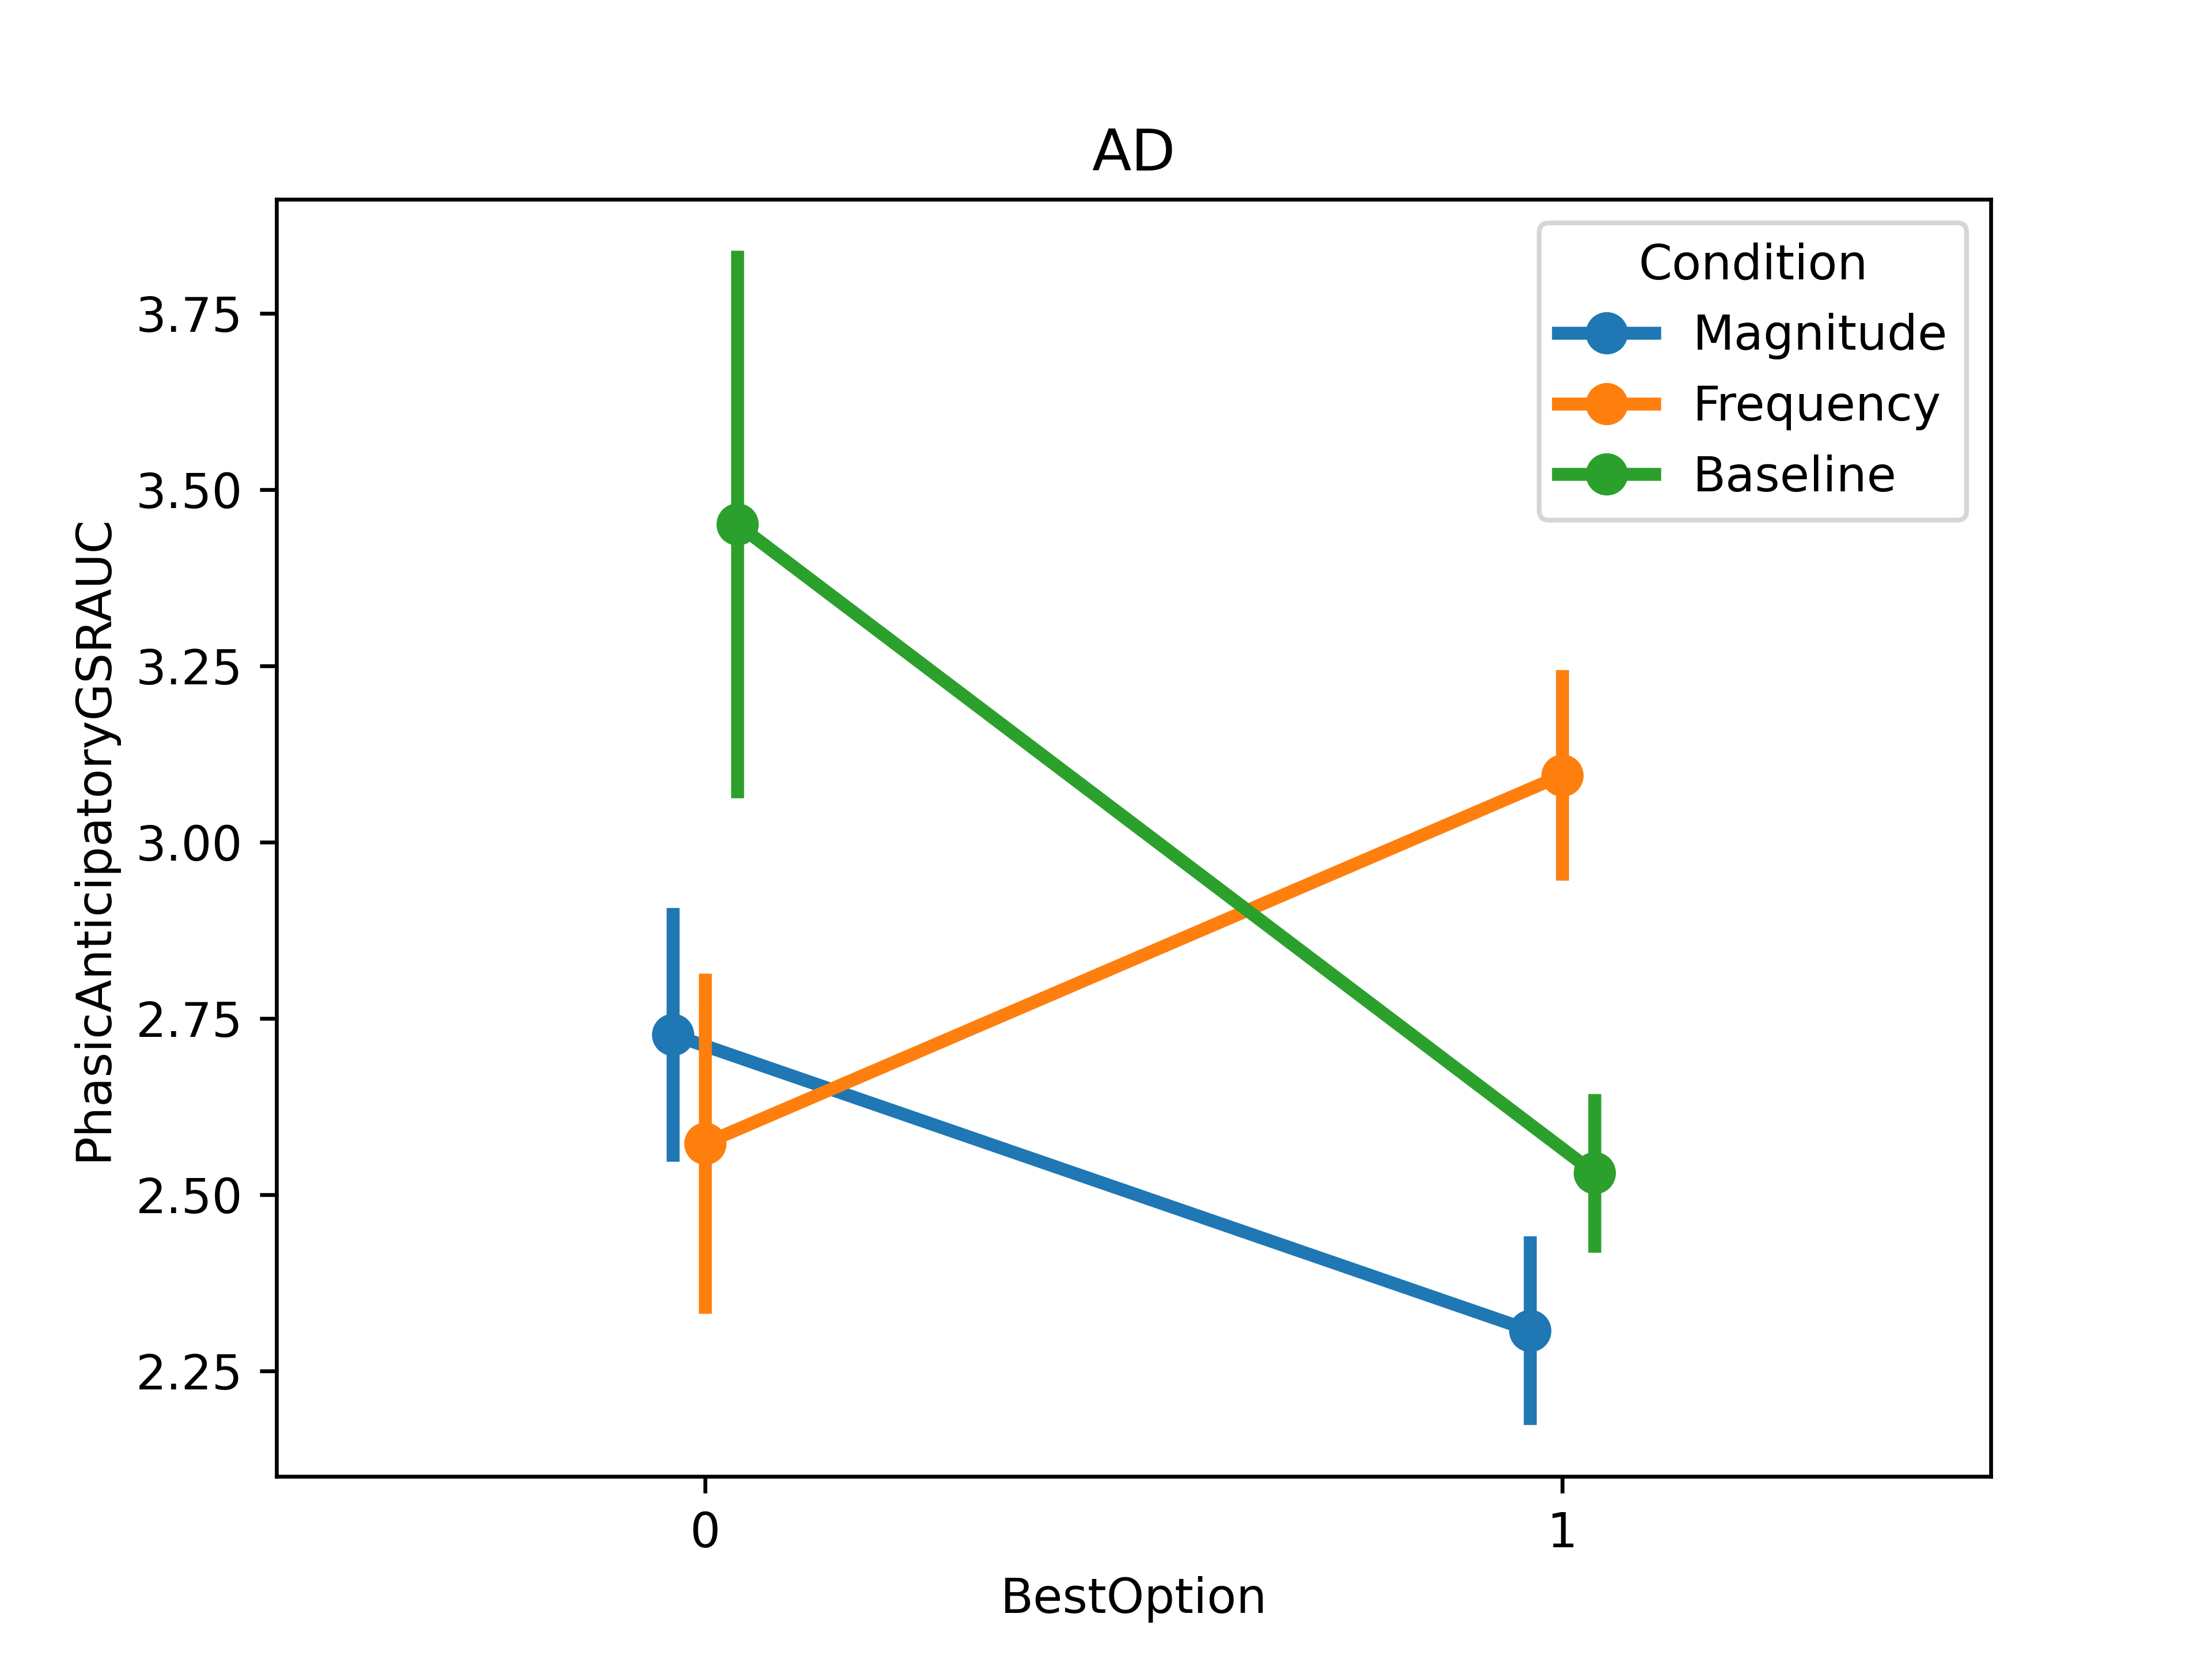 AD
Condition
Magnitude
Frequency
Baseline
PhasicAnticipatoryGSRAUC
3.75
3.50
3.25
3.00
2.75
2.50
2.25
0
1
BestOption